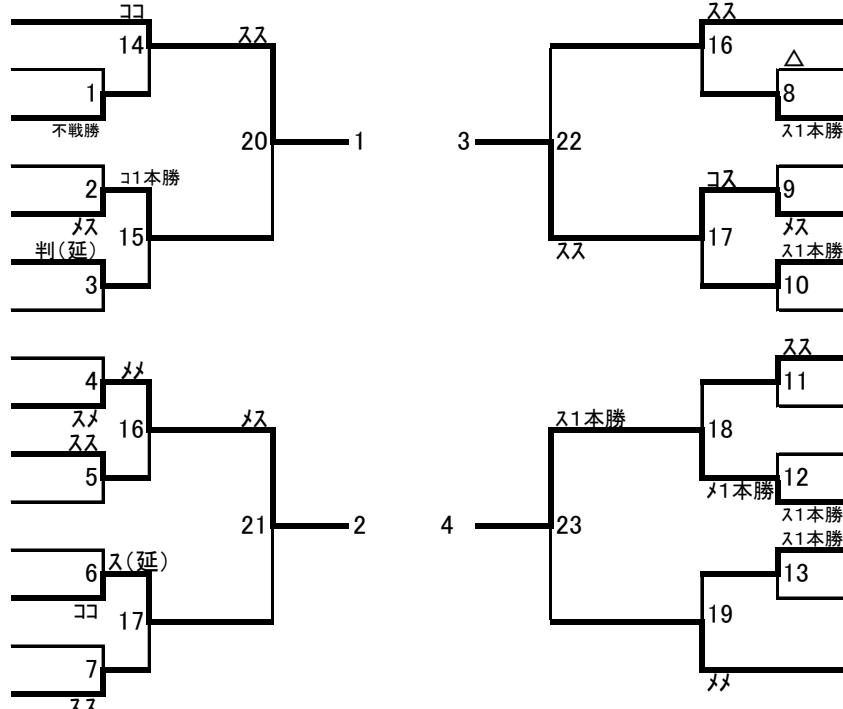 ココ
14
スス
1
不戦勝
20
1
2
コ1本勝
メス
15
判(延)
3
4
メメ
スメ
16
メス
スス
5
21
2
6
ス(延)
ココ
17
7
スス
スス
16
△
8
ス1本勝
3
22
コス
9
メス
17
スス
ス1本勝
10
スス
11
ス1本勝
18
12
メ1本勝
ス1本勝
4
23
ス1本勝
13
19
メメ